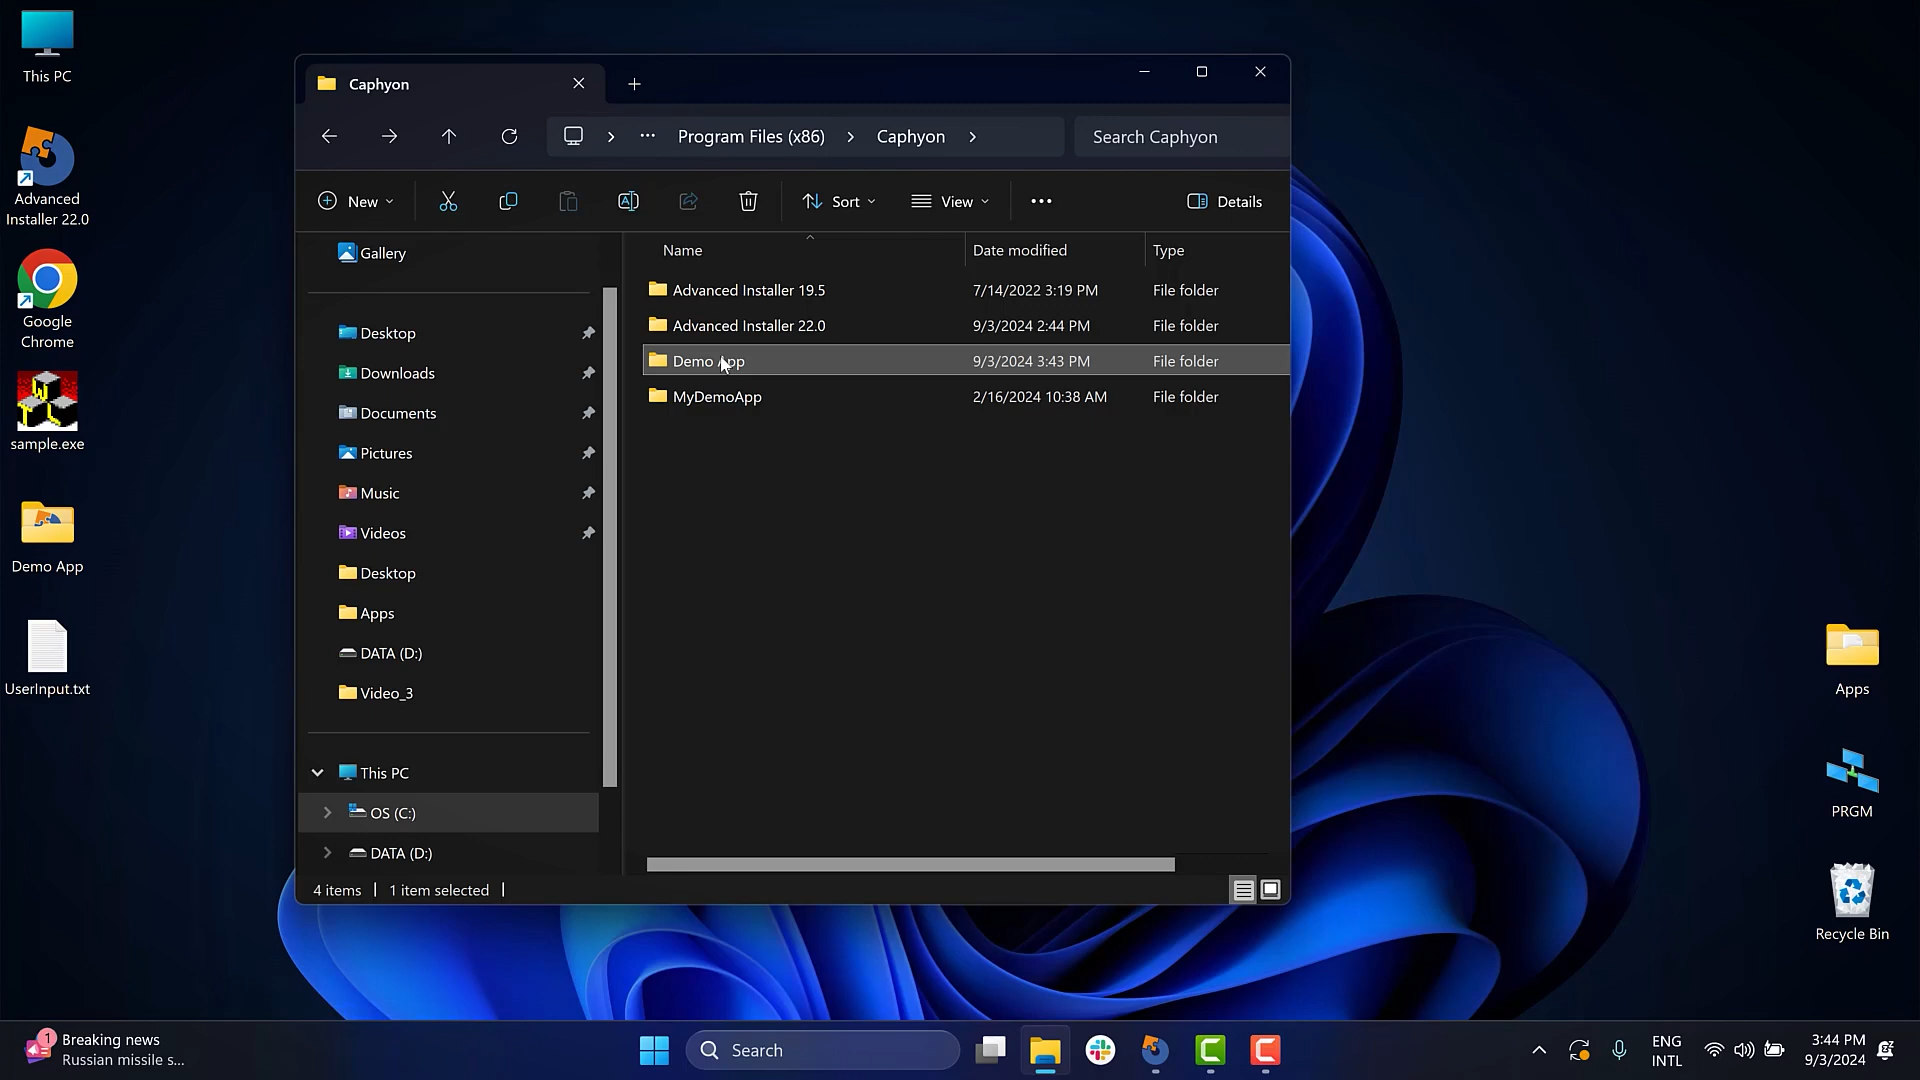 This PC
Advanced
Installer 22.0
Google
Chrome
sample.exe
Demo App
UserInput.txt
Caphyon
Program Files (x86)
Caphyon
Search Caphyon
New
Sort
View
Details
Gallery
Desktop
Downloads
Documents
Pictures
Music
Videos
Desktop
Apps
DATA (D:)
Video_3
This PC
OS (C:)
DATA (D:)
Name Date modified Type
Advanced Installer 19.5 7/14/2022 3:19 PM File folder
Advanced Installer 22.0 9/3/2024 2:44 PM File folder
Demo App 9/3/2024 3:43 PM File folder
MyDemoApp 2/16/2024 10:38 AM File folder
4 items 1 item selected
Apps
PRGM
Recycle Bin
1
Breaking news
Russian missile s...
Search
ENG
INTL
3:44 PM
9/3/2024